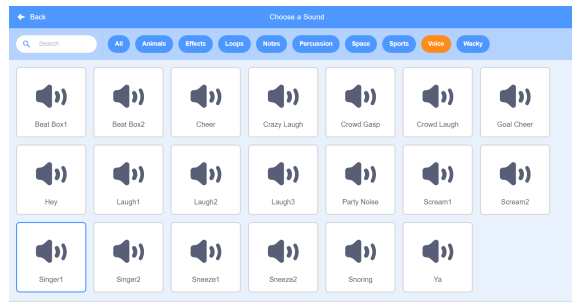 Back Choose a Sound
Search All Animals Effects Loops Notes Percussion Space Sports Voice Wacky
Beat Box1 Beat Box2 Cheer Crazy Laugh Crowd Gasp Crowd Laugh Goal Cheer
Hey Laugh1 Laugh2 Laugh3 Party Noise Scream1 Scream2
Singer1 Singer2 Sneeze1 Sneeze2 Snoring Ya